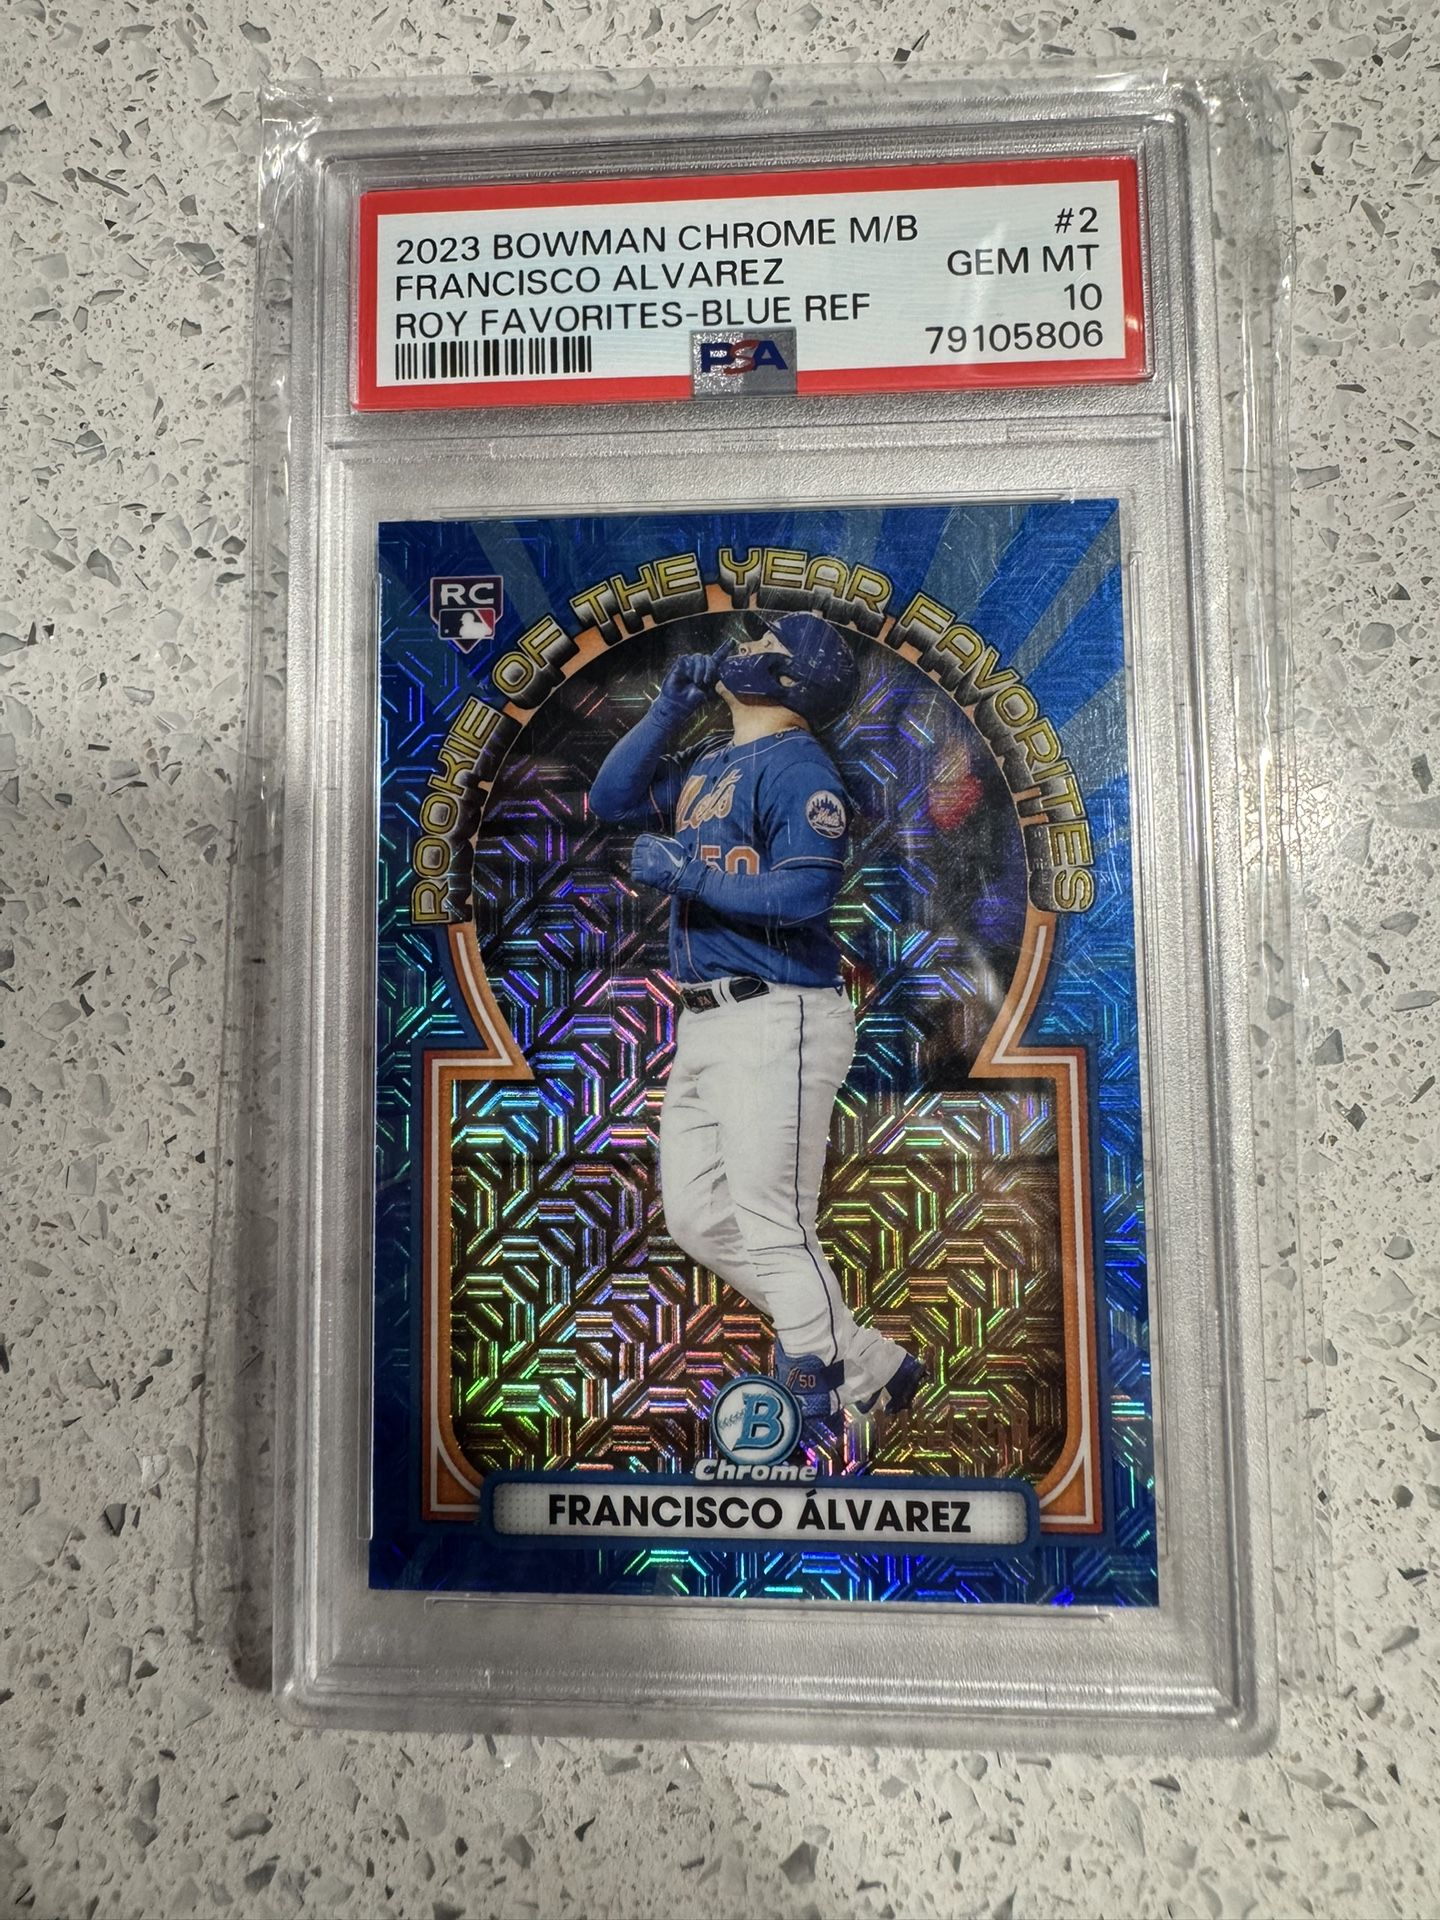 2023 BOWMAN CHROME M/B #2
FRANCISCO ALVAREZ GEM MT
ROY FAVORITES-BLUE REF 10
79105806
PSA
RC
ROOKIE OF THE YEAR FAVORITES
Mets
Mets
50
50
B
Chrome
FRANCISCO ÁLVAREZ